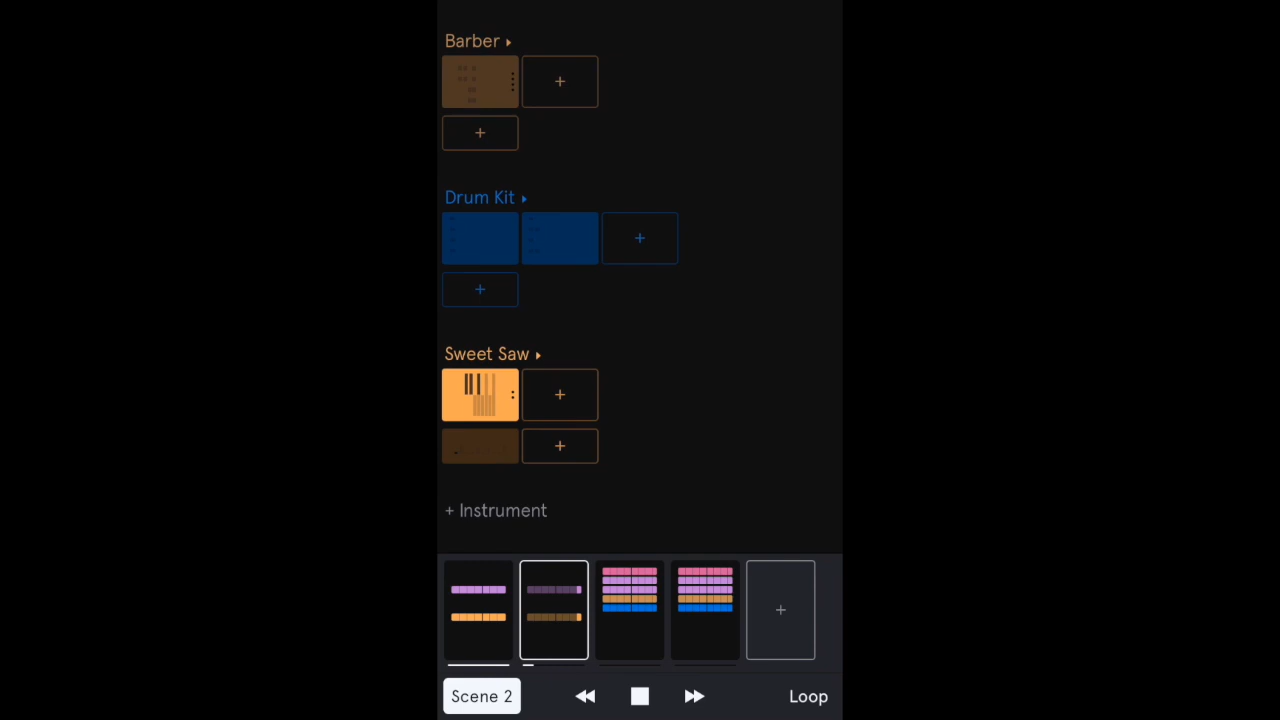 Barber
+
+
Drum Kit
+
+
Sweet Saw
+
+
+ Instrument
+
Scene 2
Loop